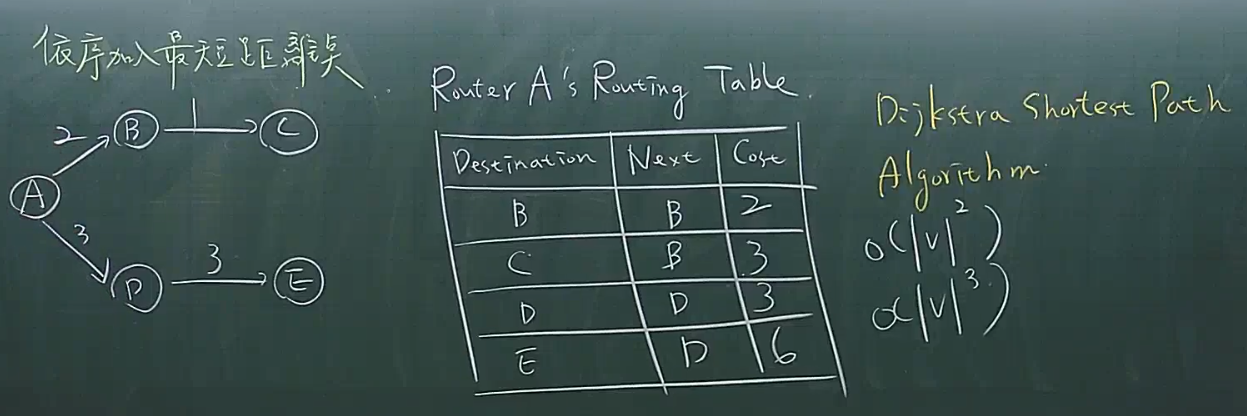 依序加入最短距離點
2
B
1
C
A
3
D
3
E
Router A's Routing Table
Destination Next Cost
B B 2
C B 3
D D 3
E D 6
Dijkstra Shortest Path
Algorithm
O(|V|²)
O(|V|³)